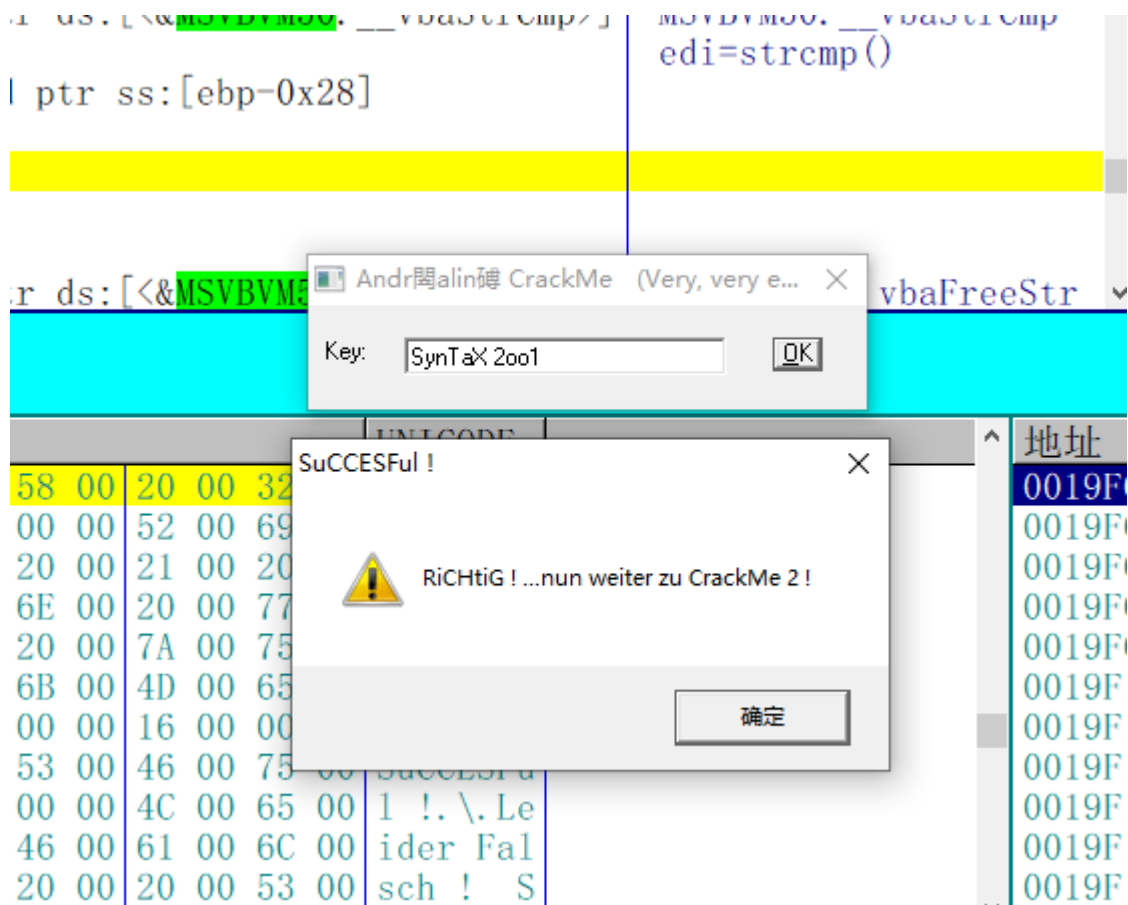 r ds:[<&MSVBVM50.__vbaStrCmp>] MSVBVM50.__vbaStrCmp
edi=strcmp()
ptr ss:[ebp-0x28]
r ds:[<&MSVBVM5 vbaFreeStr
Andr閩alin礡 CrackMe (Very, very e...
Key: SynTaX 2oo1 OK
UNICODE 地址
SuCCESFul !
RiCHtiG ! ...nun weiter zu CrackMe 2 !
确定
58 00 20 00 32 0019F
00 00 52 00 69 0019F
20 00 21 00 20 0019F
6E 00 20 00 77 0019F
20 00 7A 00 75 0019F
6B 00 4D 00 65 0019F
00 00 16 00 00 0019F
53 00 46 00 75 00 SuCCESFu 0019F
00 00 4C 00 65 00 l !.\.Le 0019F
46 00 61 00 6C 00 ider Fal 0019F
20 00 20 00 53 00 sch ! S 0019F